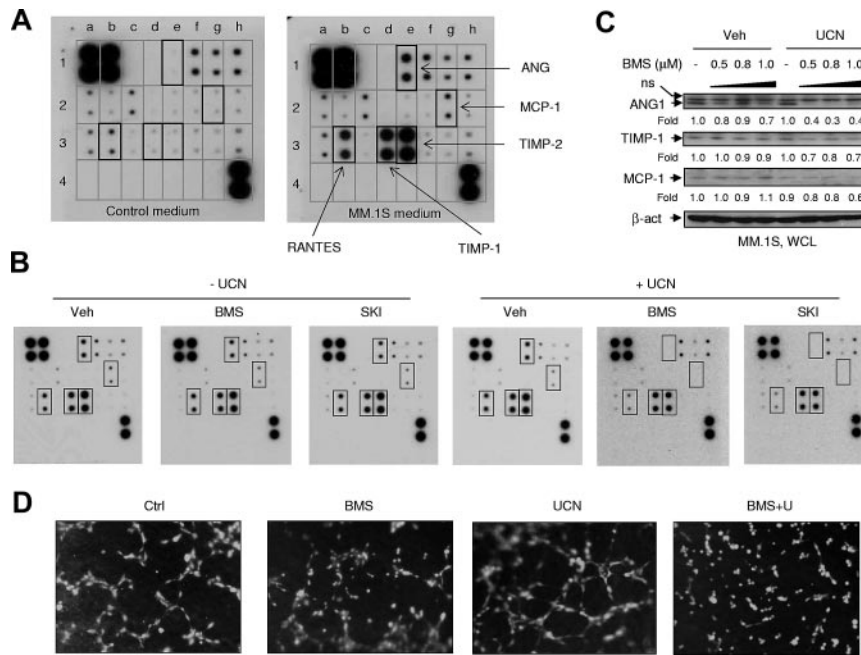 A
a b c d e f g h
1
2
3
4
Control medium
a b c d e f g h
1
2
3
4
MM.1S medium
ANG
MCP-1
TIMP-2
RANTES
TIMP-1
C
Veh UCN
BMS (μM) - 0.5 0.8 1.0 - 0.5 0.8 1.0
ns
ANG1
Fold 1.0 0.8 0.9 0.7 1.0 0.4 0.3 0.4
TIMP-1
Fold 1.0 1.0 0.9 0.9 1.0 0.7 0.8 0.7
MCP-1
Fold 1.0 1.0 0.9 1.1 0.9 0.8 0.8
β-act
MM.1S, WCL
B
- UCN + UCN
Veh BMS SKI Veh BMS SKI
D
Ctrl BMS UCN BMS+U